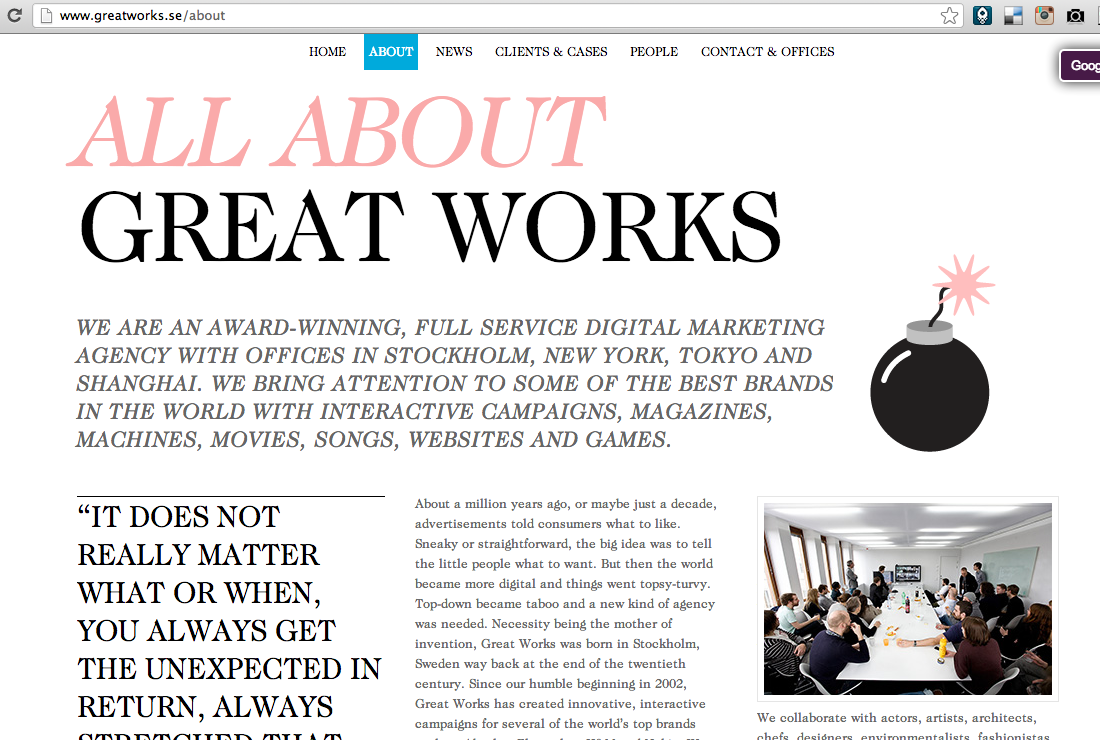 www.greatworks.se/about
HOME ABOUT NEWS CLIENTS & CASES PEOPLE CONTACT & OFFICES
Goog
ALL ABOUT
GREAT WORKS
WE ARE AN AWARD-WINNING, FULL SERVICE DIGITAL MARKETING
AGENCY WITH OFFICES IN STOCKHOLM, NEW YORK, TOKYO AND
SHANGHAI. WE BRING ATTENTION TO SOME OF THE BEST BRANDS
IN THE WORLD WITH INTERACTIVE CAMPAIGNS, MAGAZINES,
MACHINES, MOVIES, SONGS, WEBSITES AND GAMES.
“IT DOES NOT
REALLY MATTER
WHAT OR WHEN,
YOU ALWAYS GET
THE UNEXPECTED IN
RETURN, ALWAYS
STRETCHED THAT
About a million years ago, or maybe just a decade,
advertisements told consumers what to like.
Sneaky or straightforward, the big idea was to tell
the little people what to want. But then the world
became more digital and things went topsy-turvy.
Top-down became taboo and a new kind of agency
was needed. Necessity being the mother of
invention, Great Works was born in Stockholm,
Sweden way back at the end of the twentieth
century. Since our humble beginning in 2002,
Great Works has created innovative, interactive
campaigns for several of the world’s top brands
We collaborate with actors, artists, architects,
chefs, designers, environmentalists, fashionistas